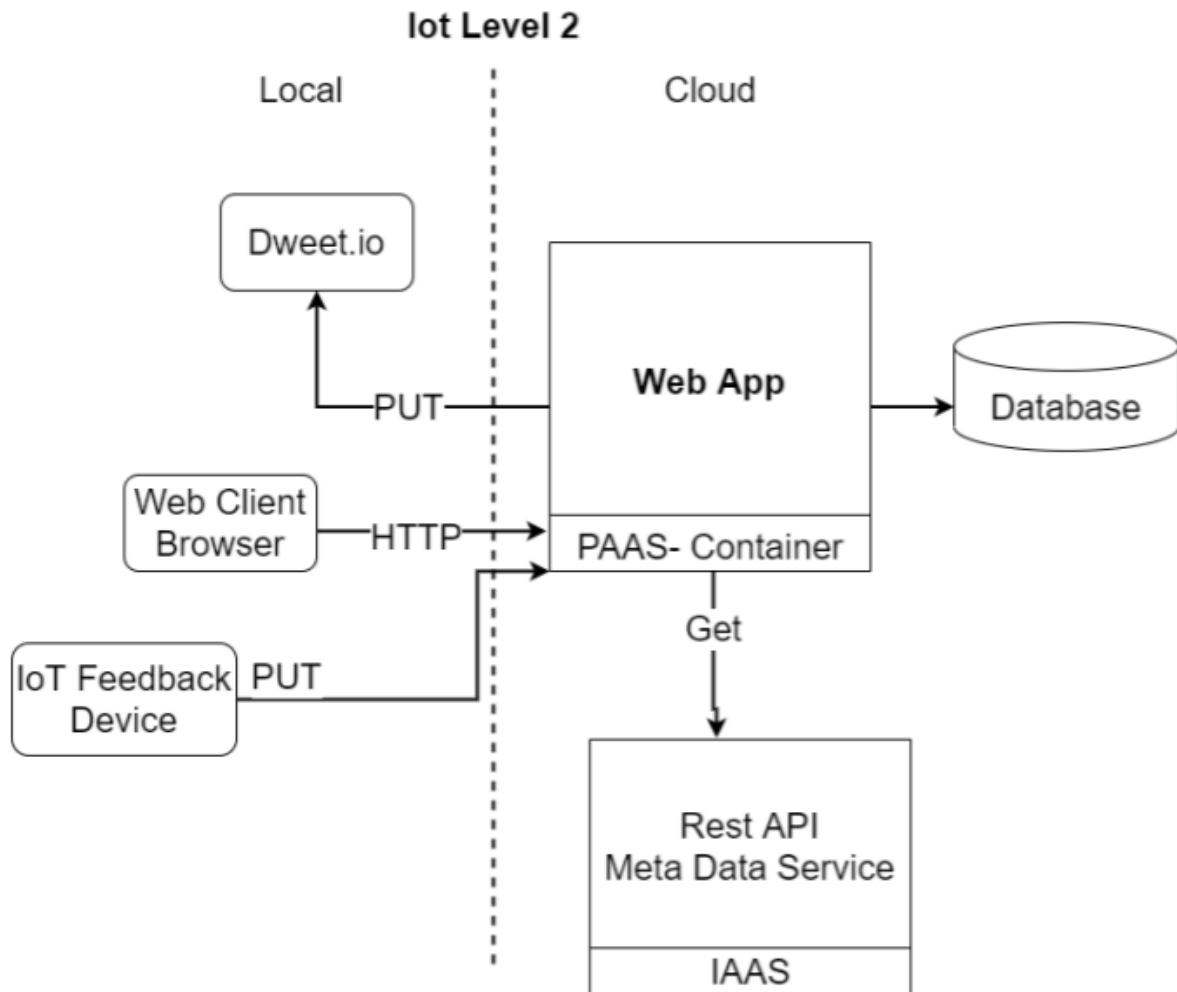 Iot Level 2
Local
Cloud
Dweet.io
Web App
PUT
Database
Web Client
Browser
HTTP
PAAS- Container
Get
IoT Feedback
Device
PUT
Rest API
Meta Data Service
IAAS